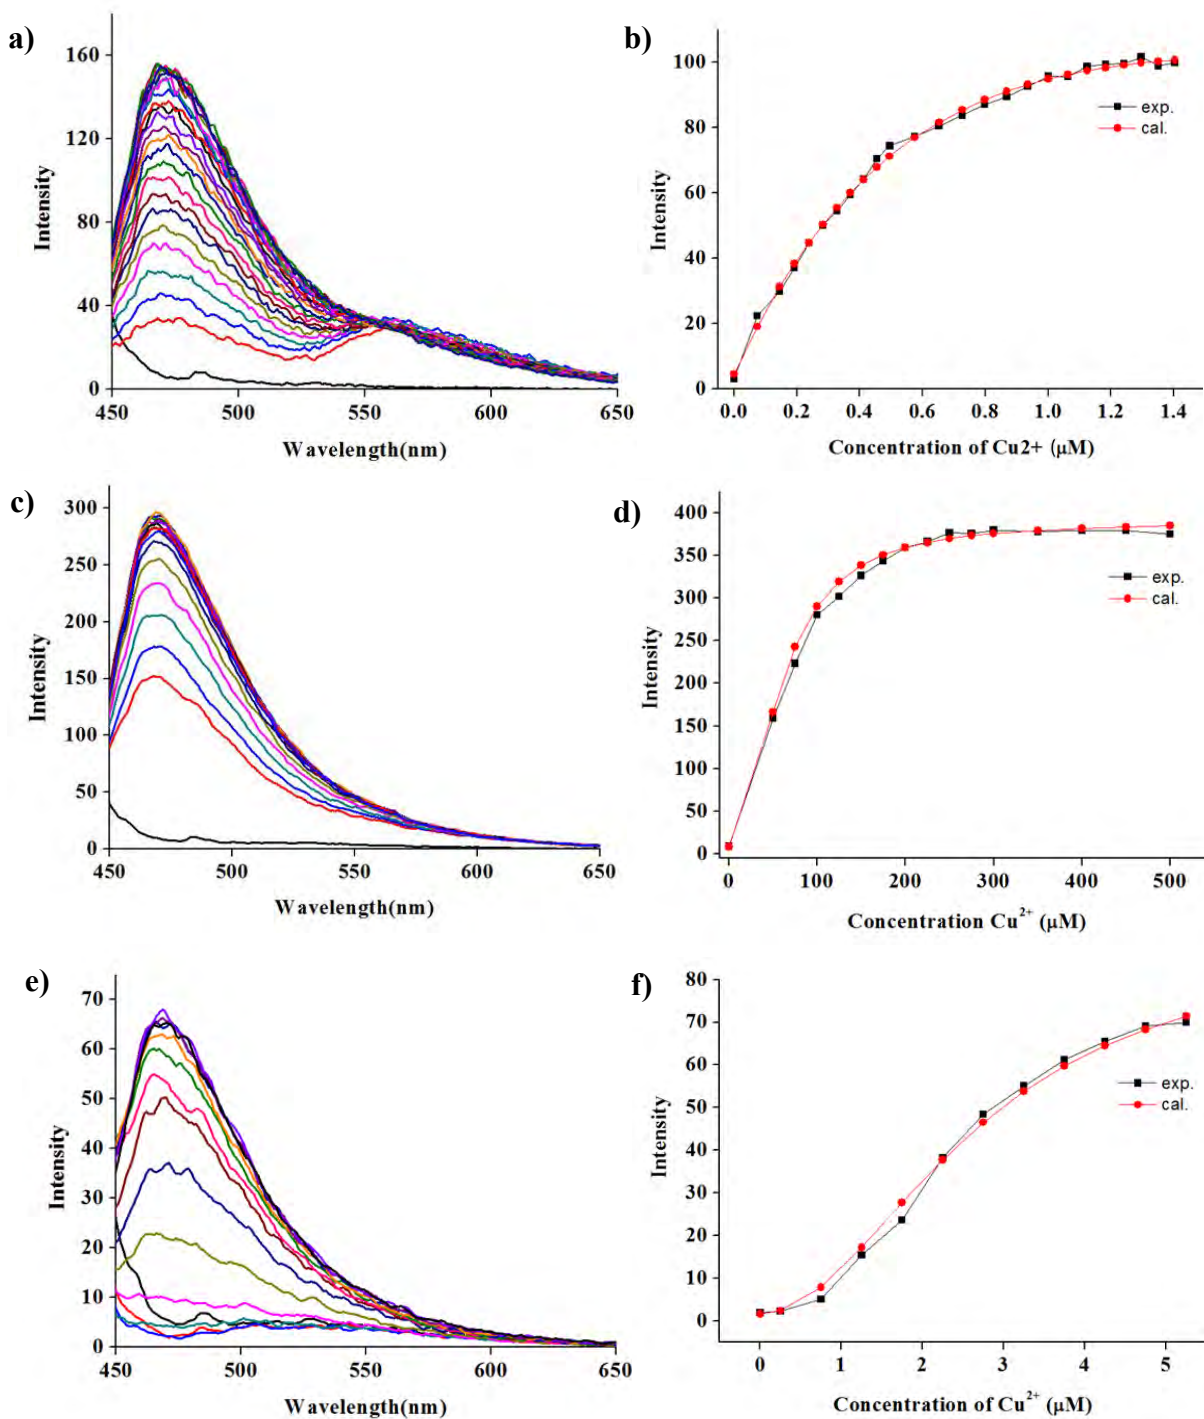 a)
160
120
80
40
0
Intensity
450 500 550 600 650
Wavelength(nm)
b)
100
80
60
40
20
0
Intensity
exp.
cal.
0.0 0.2 0.4 0.6 0.8 1.0 1.2 1.4
Concentration of Cu2+ (μM)
c)
300
250
200
150
100
50
0
Intensity
450 500 550 600 650
Wavelength(nm)
d)
400
350
300
250
200
150
100
50
0
Intensity
exp.
cal.
0 100 200 300 400 500
Concentration Cu²⁺ (μM)
e)
70
60
50
40
30
20
10
0
Intensity
450 500 550 600 650
Wavelength(nm)
f)
80
70
60
50
40
30
20
10
0
Intensity
exp.
cal.
0 1 2 3 4 5
Concentration of Cu²⁺ (μM)